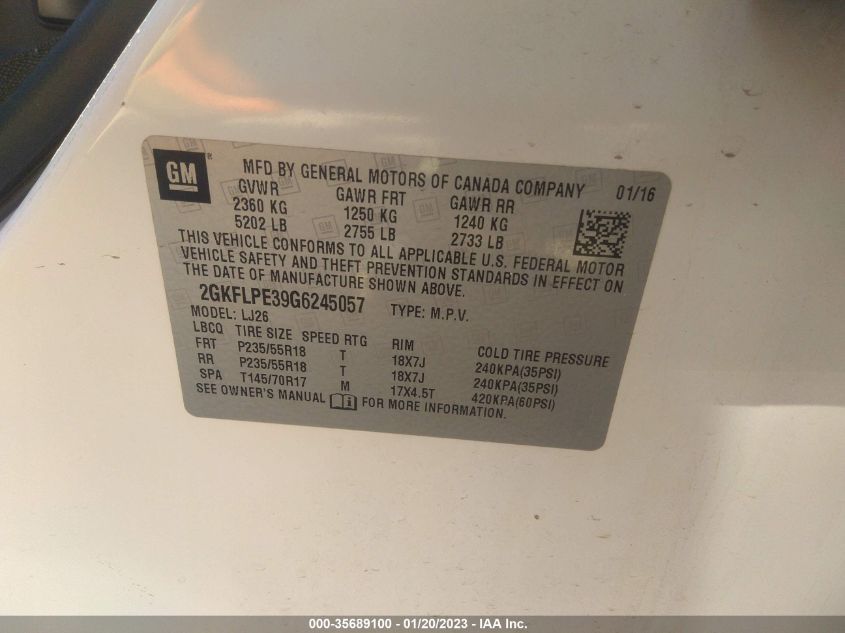 GM ® MFD BY GENERAL MOTORS OF CANADA COMPANY 01/16
GVWR GAWR FRT GAWR RR
2360 KG 1250 KG 1240 KG
5202 LB 2755 LB 2733 LB
THIS VEHICLE CONFORMS TO ALL APPLICABLE U.S. FEDERAL MOTOR
VEHICLE SAFETY AND THEFT PREVENTION STANDARDS IN EFFECT ON
THE DATE OF MANUFACTURE SHOWN ABOVE.
2GKFLPE39G6245057 TYPE: M.P.V.
MODEL: LJ26
LBCQ TIRE SIZE SPEED RTG RIM COLD TIRE PRESSURE
FRT P235/55R18 T 18X7J 240KPA(35PSI)
RR P235/55R18 T 18X7J 240KPA(35PSI)
SPA T145/70R17 M 17X4.5T 420KPA(60PSI)
SEE OWNER'S MANUAL FOR MORE INFORMATION.
000-35689100 - 01/20/2023 - IAA Inc.